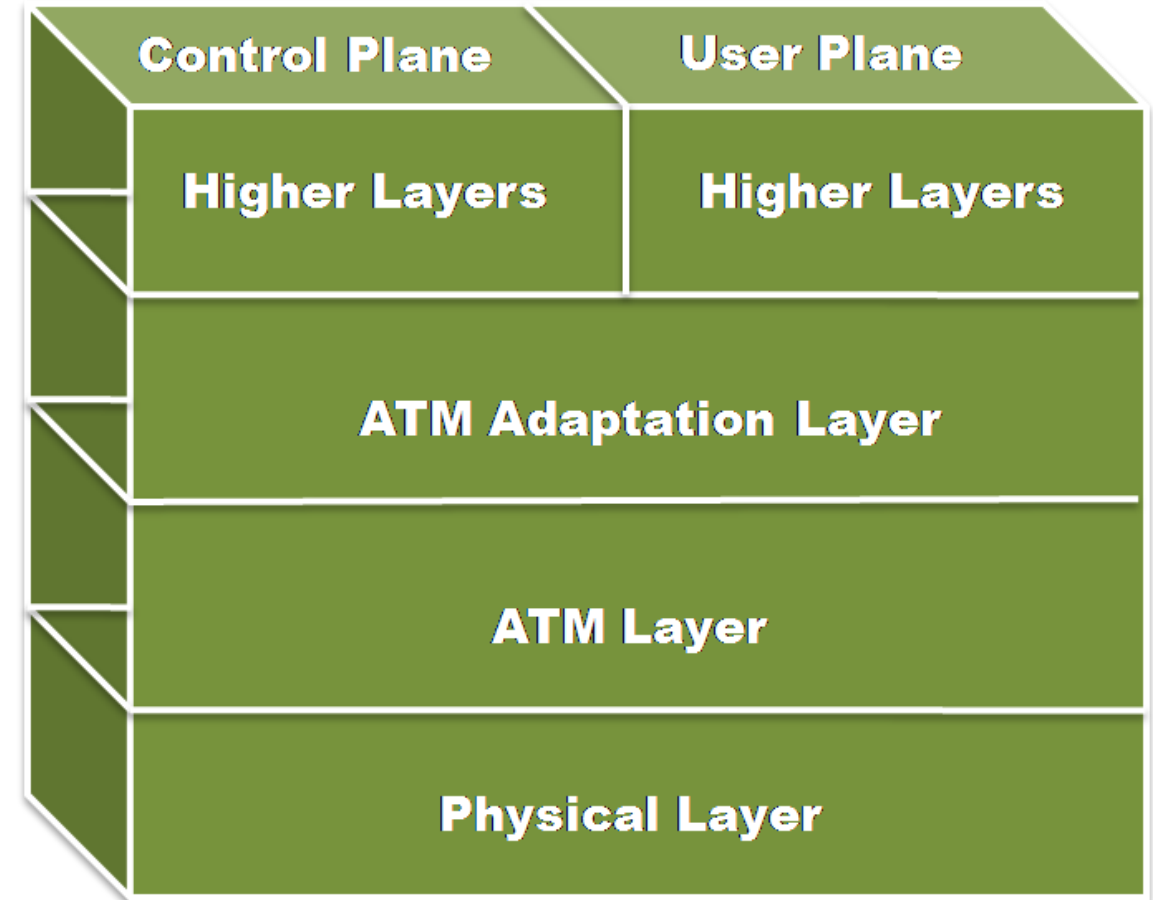 Control Plane
User Plane
Higher Layers
Higher Layers
ATM Adaptation Layer
ATM Layer
Physical Layer